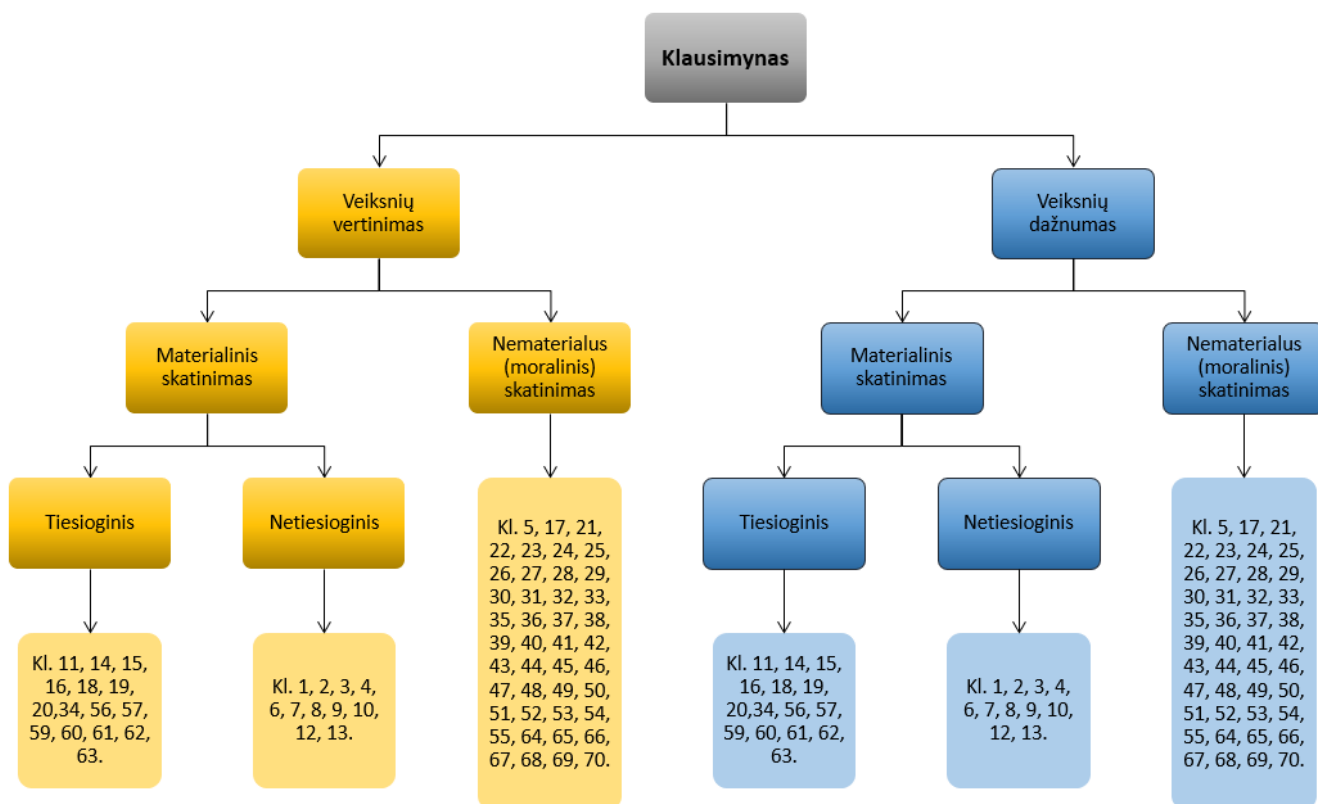 Klausimynas
Veiksnių
vertinimas
Veiksnių
dažnumas
Materialinis
skatinimas
Nematerialus
(moralinis)
skatinimas
Materialinis
skatinimas
Nematerialus
(moralinis)
skatinimas
Tiesioginis
Netiesioginis
Kl. 5, 17, 21,
22, 23, 24, 25,
26, 27, 28, 29,
30, 31, 32, 33,
35, 36, 37, 38,
39, 40, 41, 42,
43, 44, 45, 46,
47, 48, 49, 50,
51, 52, 53, 54,
55, 64, 65, 66,
67, 68, 69, 70.
Tiesioginis
Netiesioginis
Kl. 5, 17, 21,
22, 23, 24, 25,
26, 27, 28, 29,
30, 31, 32, 33,
35, 36, 37, 38,
39, 40, 41, 42,
43, 44, 45, 46,
47, 48, 49, 50,
51, 52, 53, 54,
55, 64, 65, 66,
67, 68, 69, 70.
Kl. 11, 14, 15,
16, 18, 19,
20,34, 56, 57,
59, 60, 61, 62,
63.
Kl. 1, 2, 3, 4,
6, 7, 8, 9, 10,
12, 13.
Kl. 11, 14, 15,
16, 18, 19,
20,34, 56, 57,
59, 60, 61, 62,
63.
Kl. 1, 2, 3, 4,
6, 7, 8, 9, 10,
12, 13.